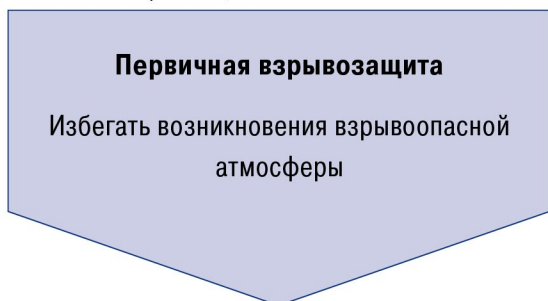 Первичная взрывозащита
Избегать возникновения взрывоопасной
атмосферы